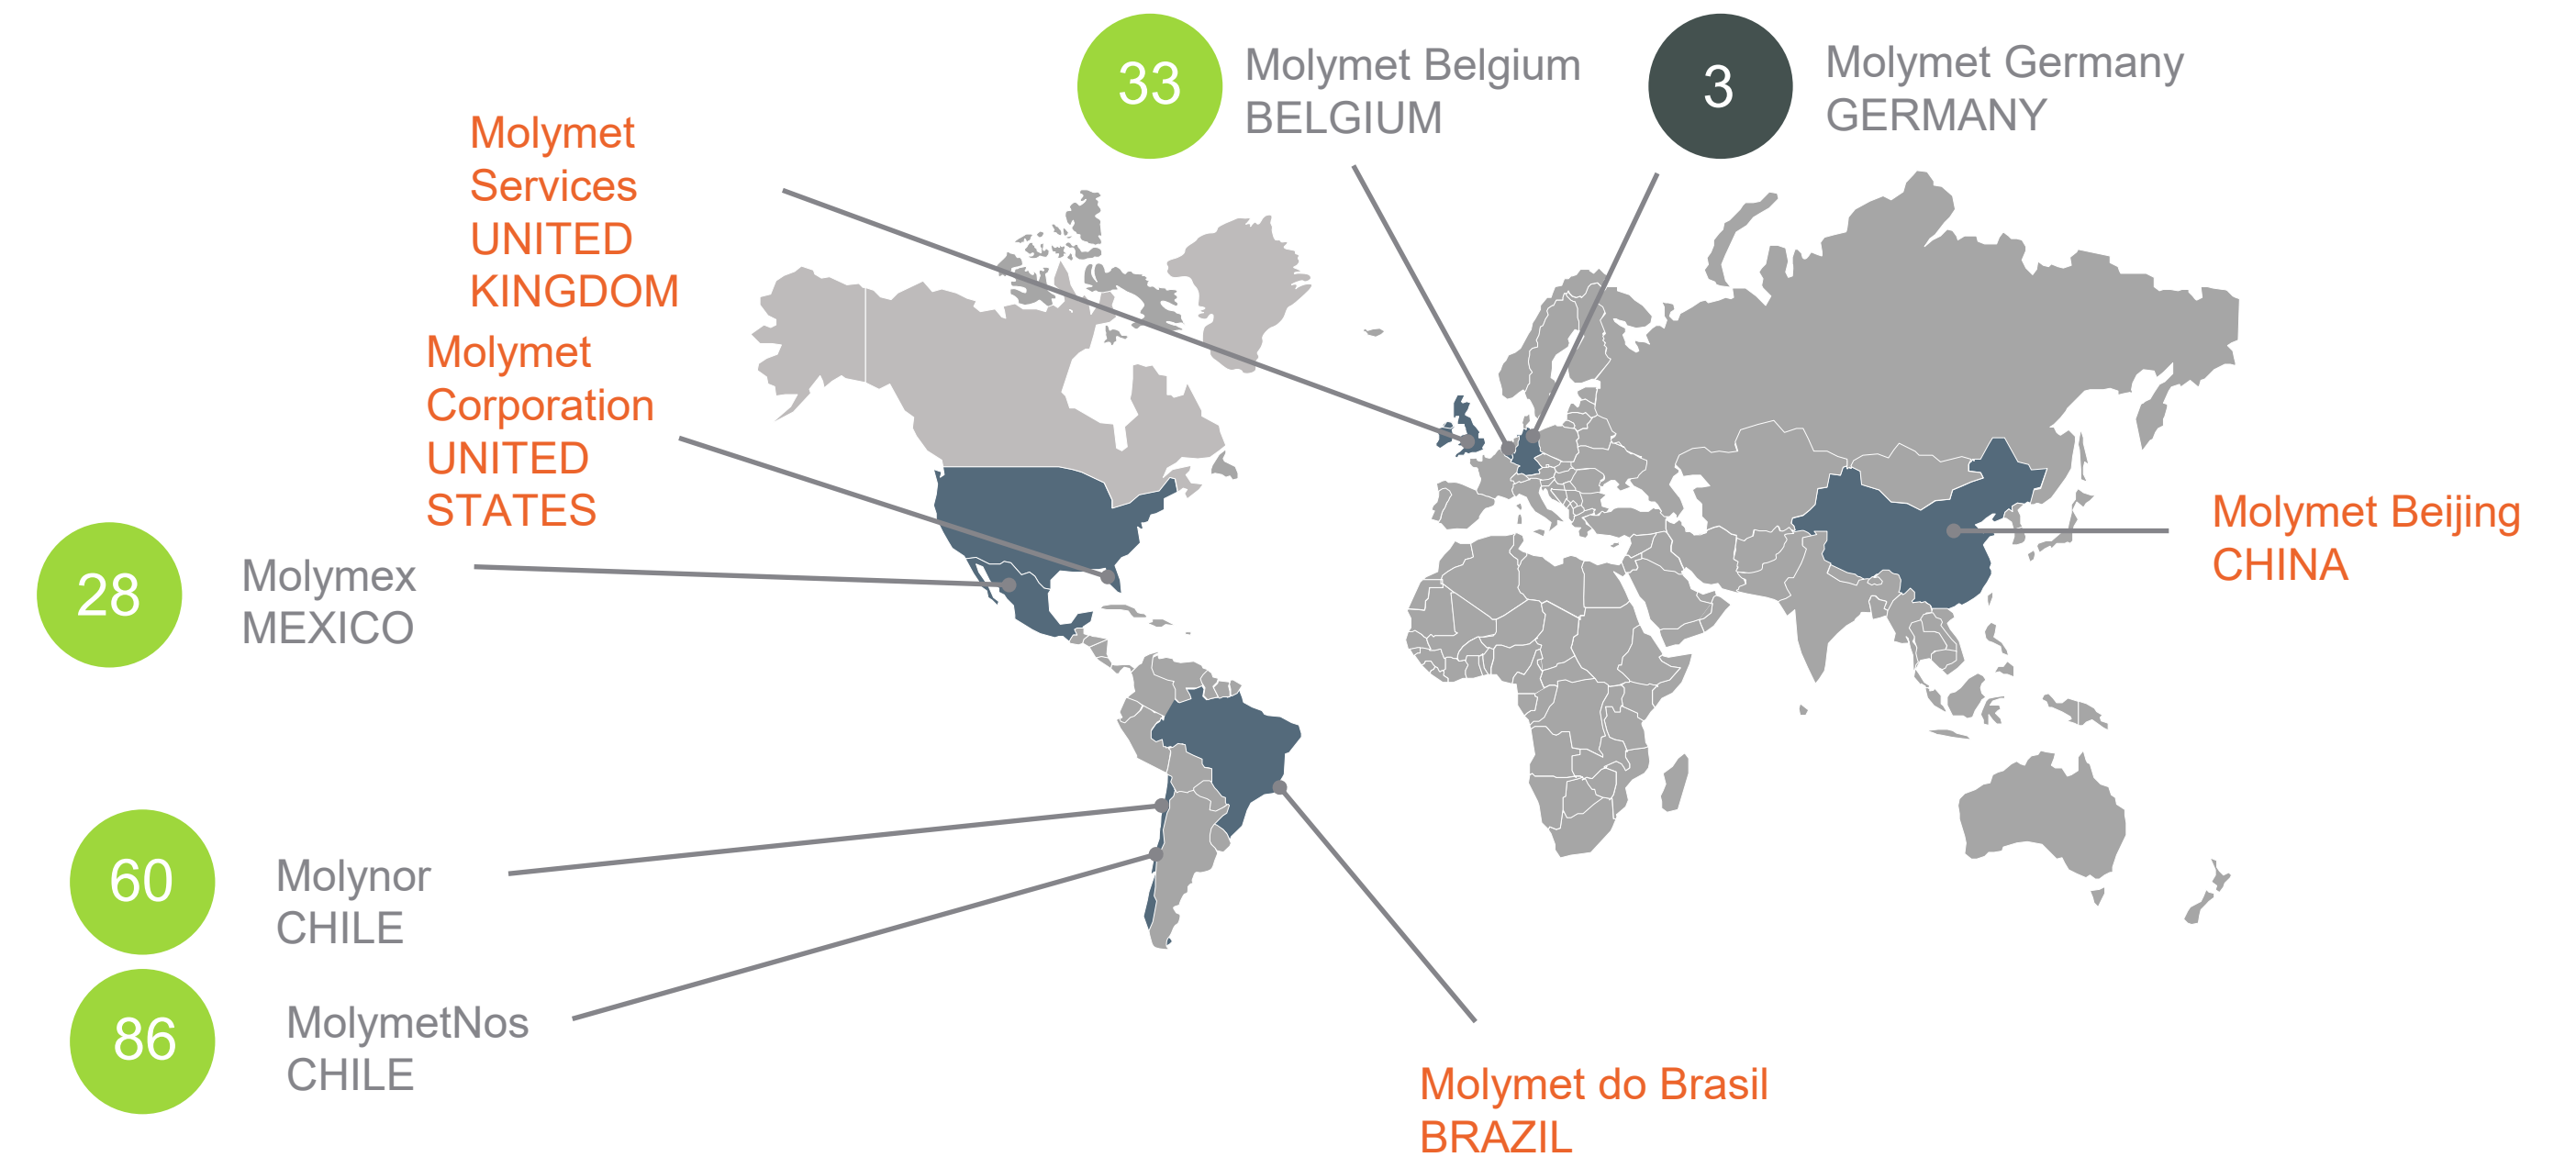 33
Molymet Belgium
BELGIUM
3
Molymet Germany
GERMANY
Molymet
Services
UNITED
KINGDOM
Molymet
Corporation
UNITED
STATES
Molymet Beijing
CHINA
28
Molymex
MEXICO
60
Molynor
CHILE
86
MolymetNos
CHILE
Molymet do Brasil
BRAZIL